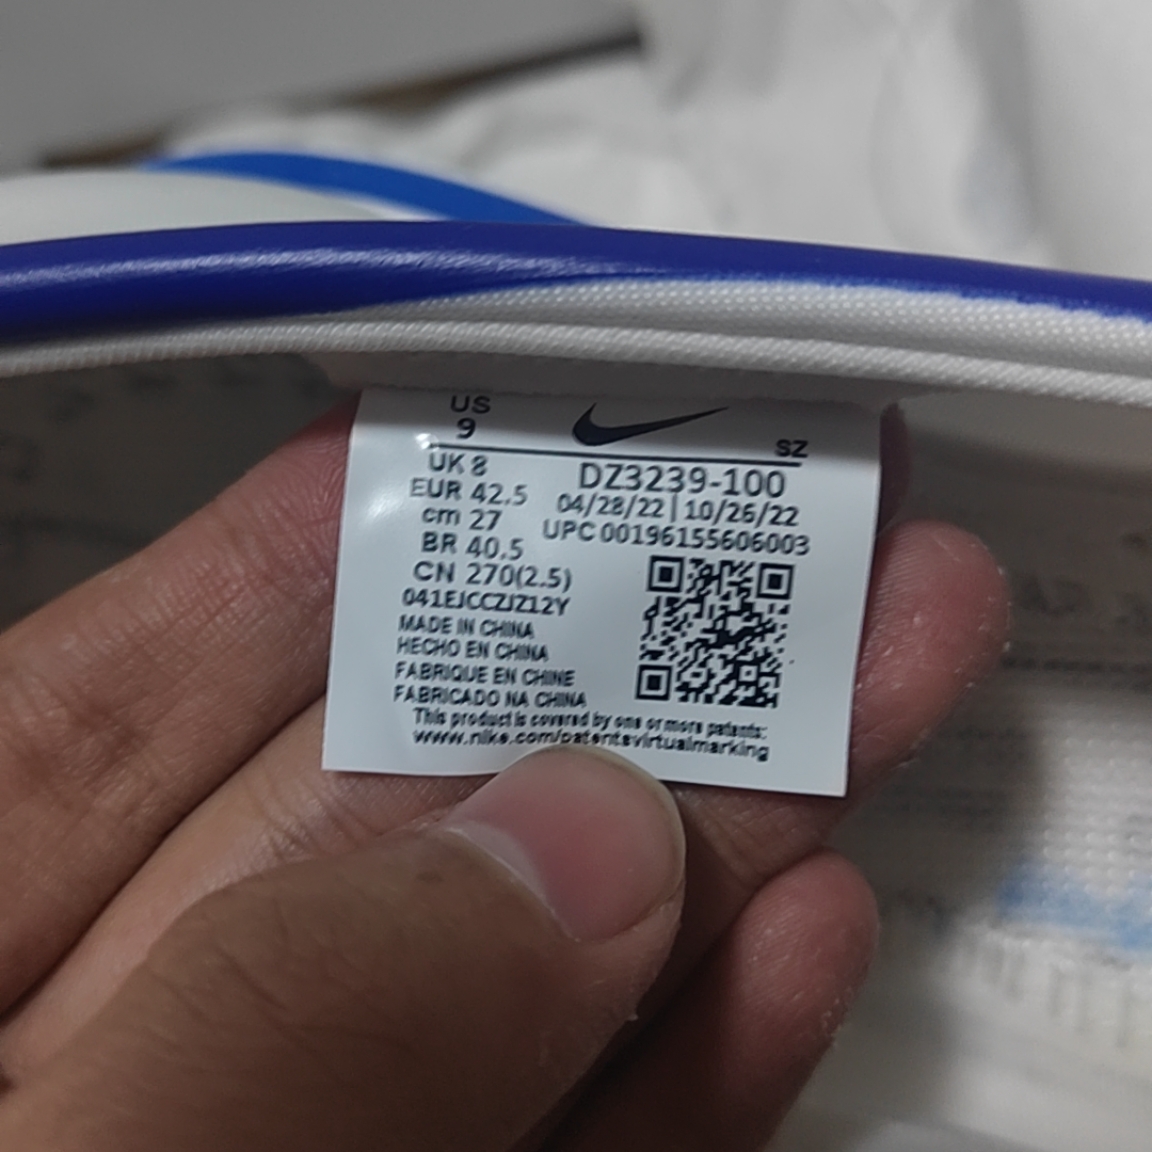 US
9
SZ
UK 8
DZ3239-100
EUR 42.5
04/28/22 | 10/26/22
cm 27
UPC 00196155606003
BR 40.5
CN 270(2.5)
041EJCCZJZ12Y
MADE IN CHINA
HECHO EN CHINA
FABRIQUE EN CHINE
FABRICADO NA CHINA
This product is covered by one or more patents:
www.nike.com/patentsvirtualmarking